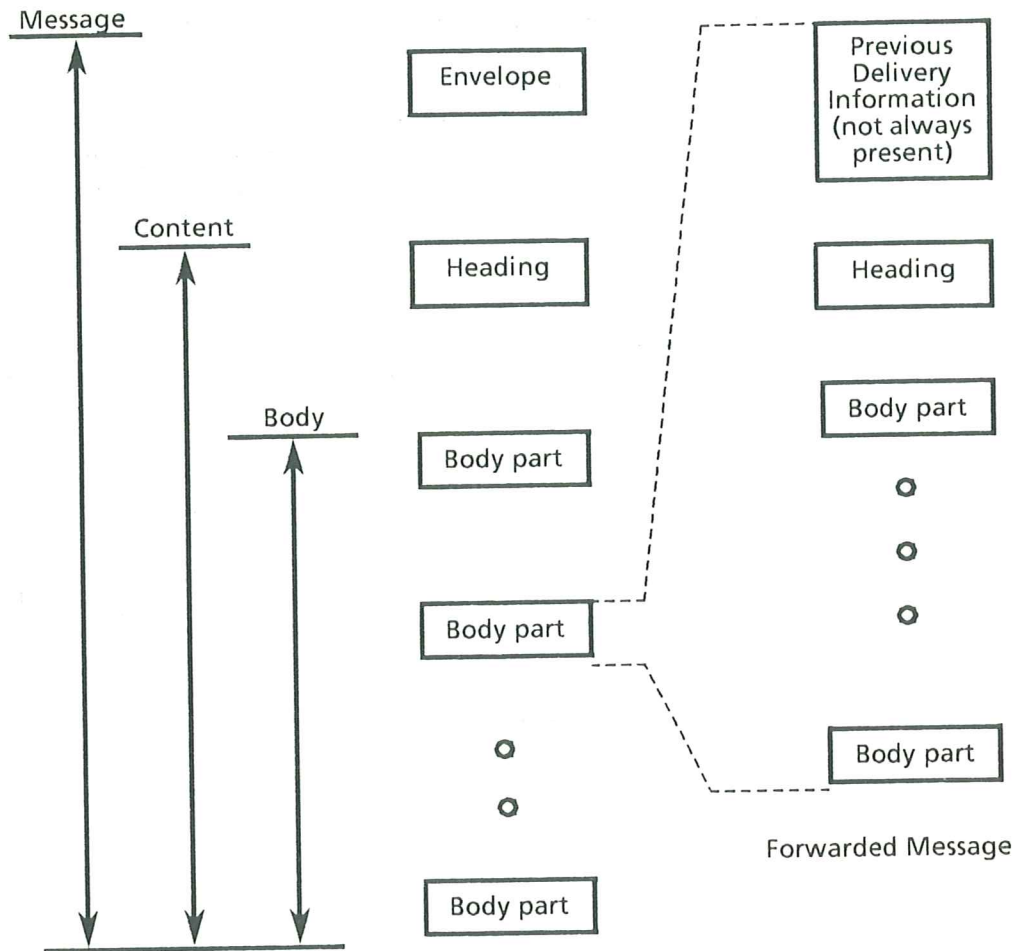 Message
Envelope
Previous
Delivery
Information
(not always
present)
Content
Heading
Heading
Body
Body part
Body part
Body part
Body part
Body part
Forwarded Message